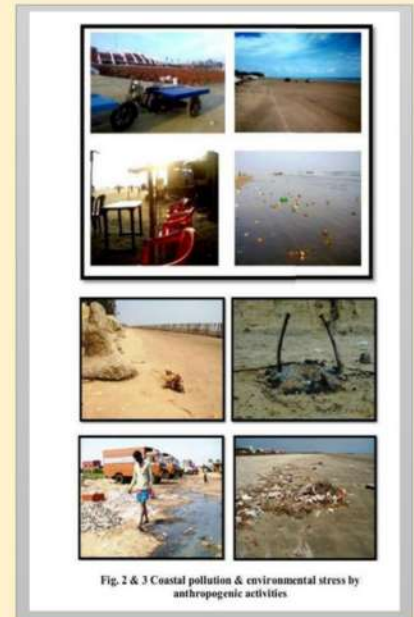 Fig. 2 & 3 Coastal pollution & environmental stress by
anthropogenic activities